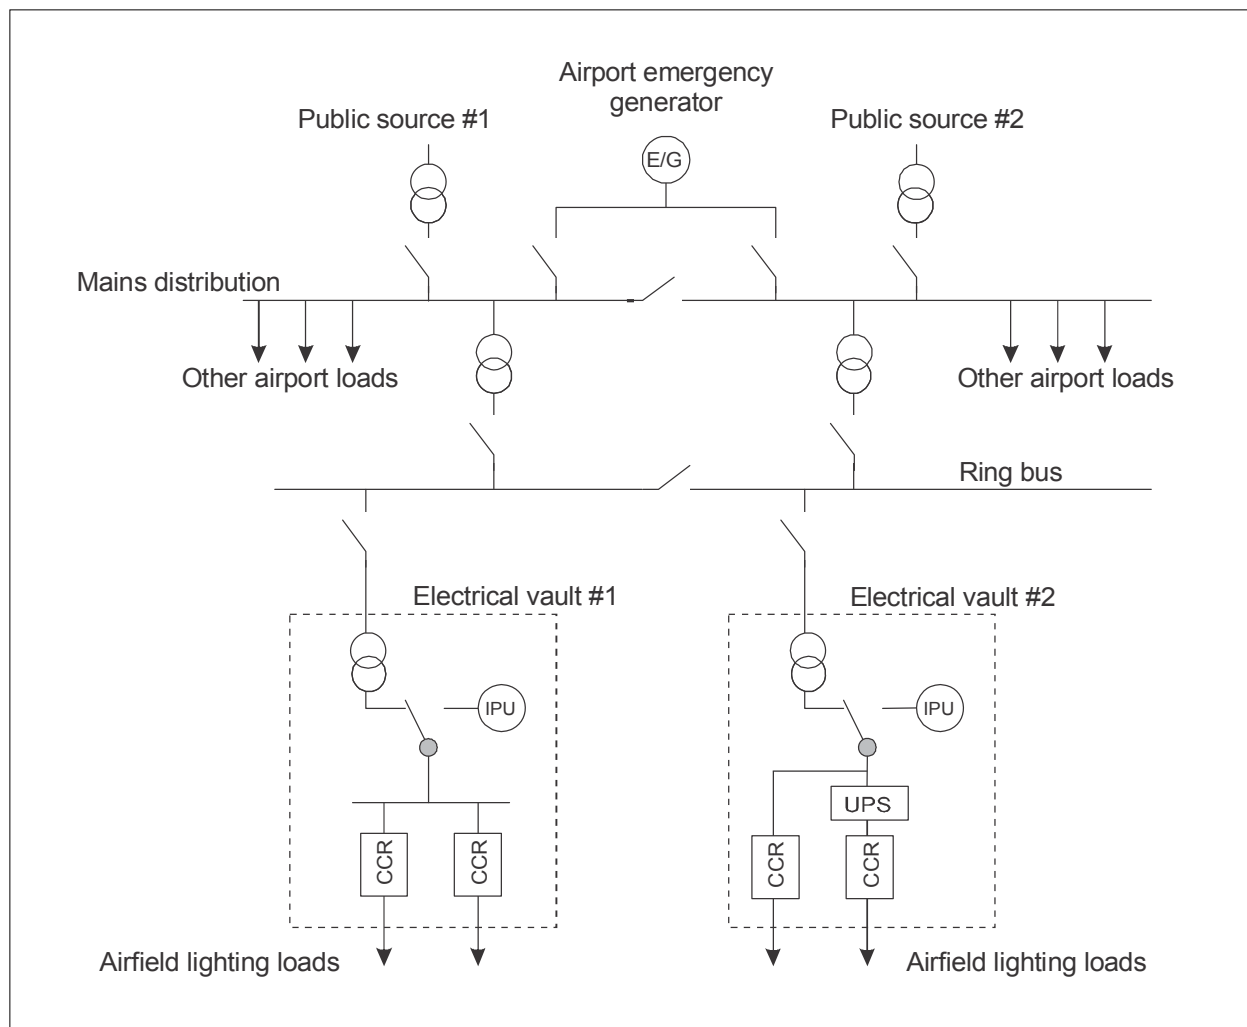 Airport emergency
generator
Public source #1
Public source #2
E/G
Mains distribution
Other airport loads
Other airport loads
Ring bus
Electrical vault #1
Electrical vault #2
IPU
IPU
UPS
CCR
CCR
CCR
CCR
Airfield lighting loads
Airfield lighting loads